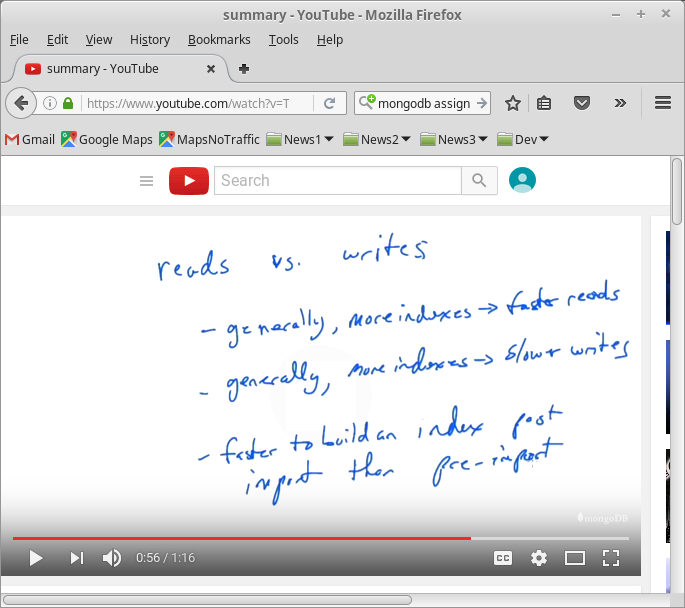 summary - YouTube - Mozilla Firefox
File Edit View History Bookmarks Tools Help
summary - YouTube
https://www.youtube.com/watch?v=T mongodb assign
Gmail Google Maps MapsNoTraffic News1 News2 News3 Dev
Search
reads vs. writes
- generally, more indexes → faster reads
- generally, more indexes → slower writes
- faster to build an index post
import than pre-import
mongoDB
0:56 / 1:16 CC